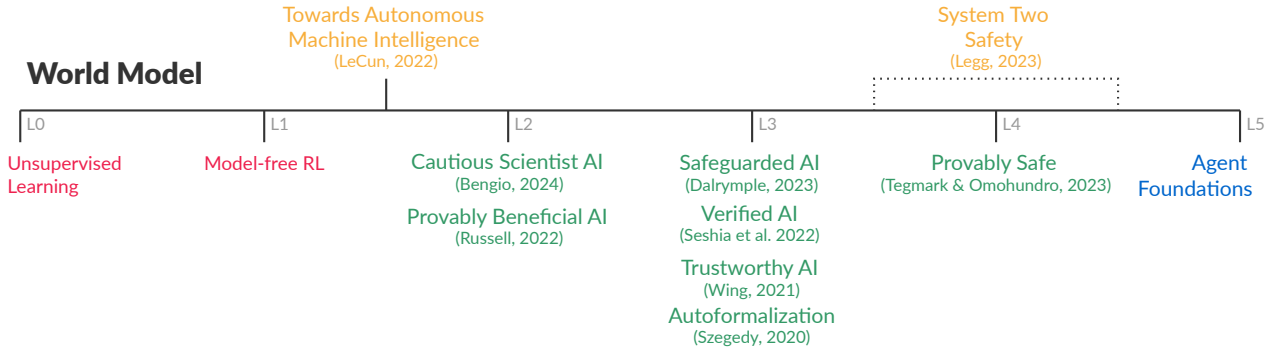 Towards Autonomous
Machine Intelligence
(LeCun, 2022)
System Two
Safety
(Legg, 2023)
World Model
L0
L1
L2
L3
L4
L5
Unsupervised
Learning
Model-free RL
Cautious Scientist AI
(Bengio, 2024)
Provably Beneficial AI
(Russell, 2022)
Safeguarded AI
(Dalrymple, 2023)
Verified AI
(Seshia et al. 2022)
Trustworthy AI
(Wing, 2021)
Autoformalization
(Szegedy, 2020)
Provably Safe
(Tegmark & Omohundro, 2023)
Agent
Foundations